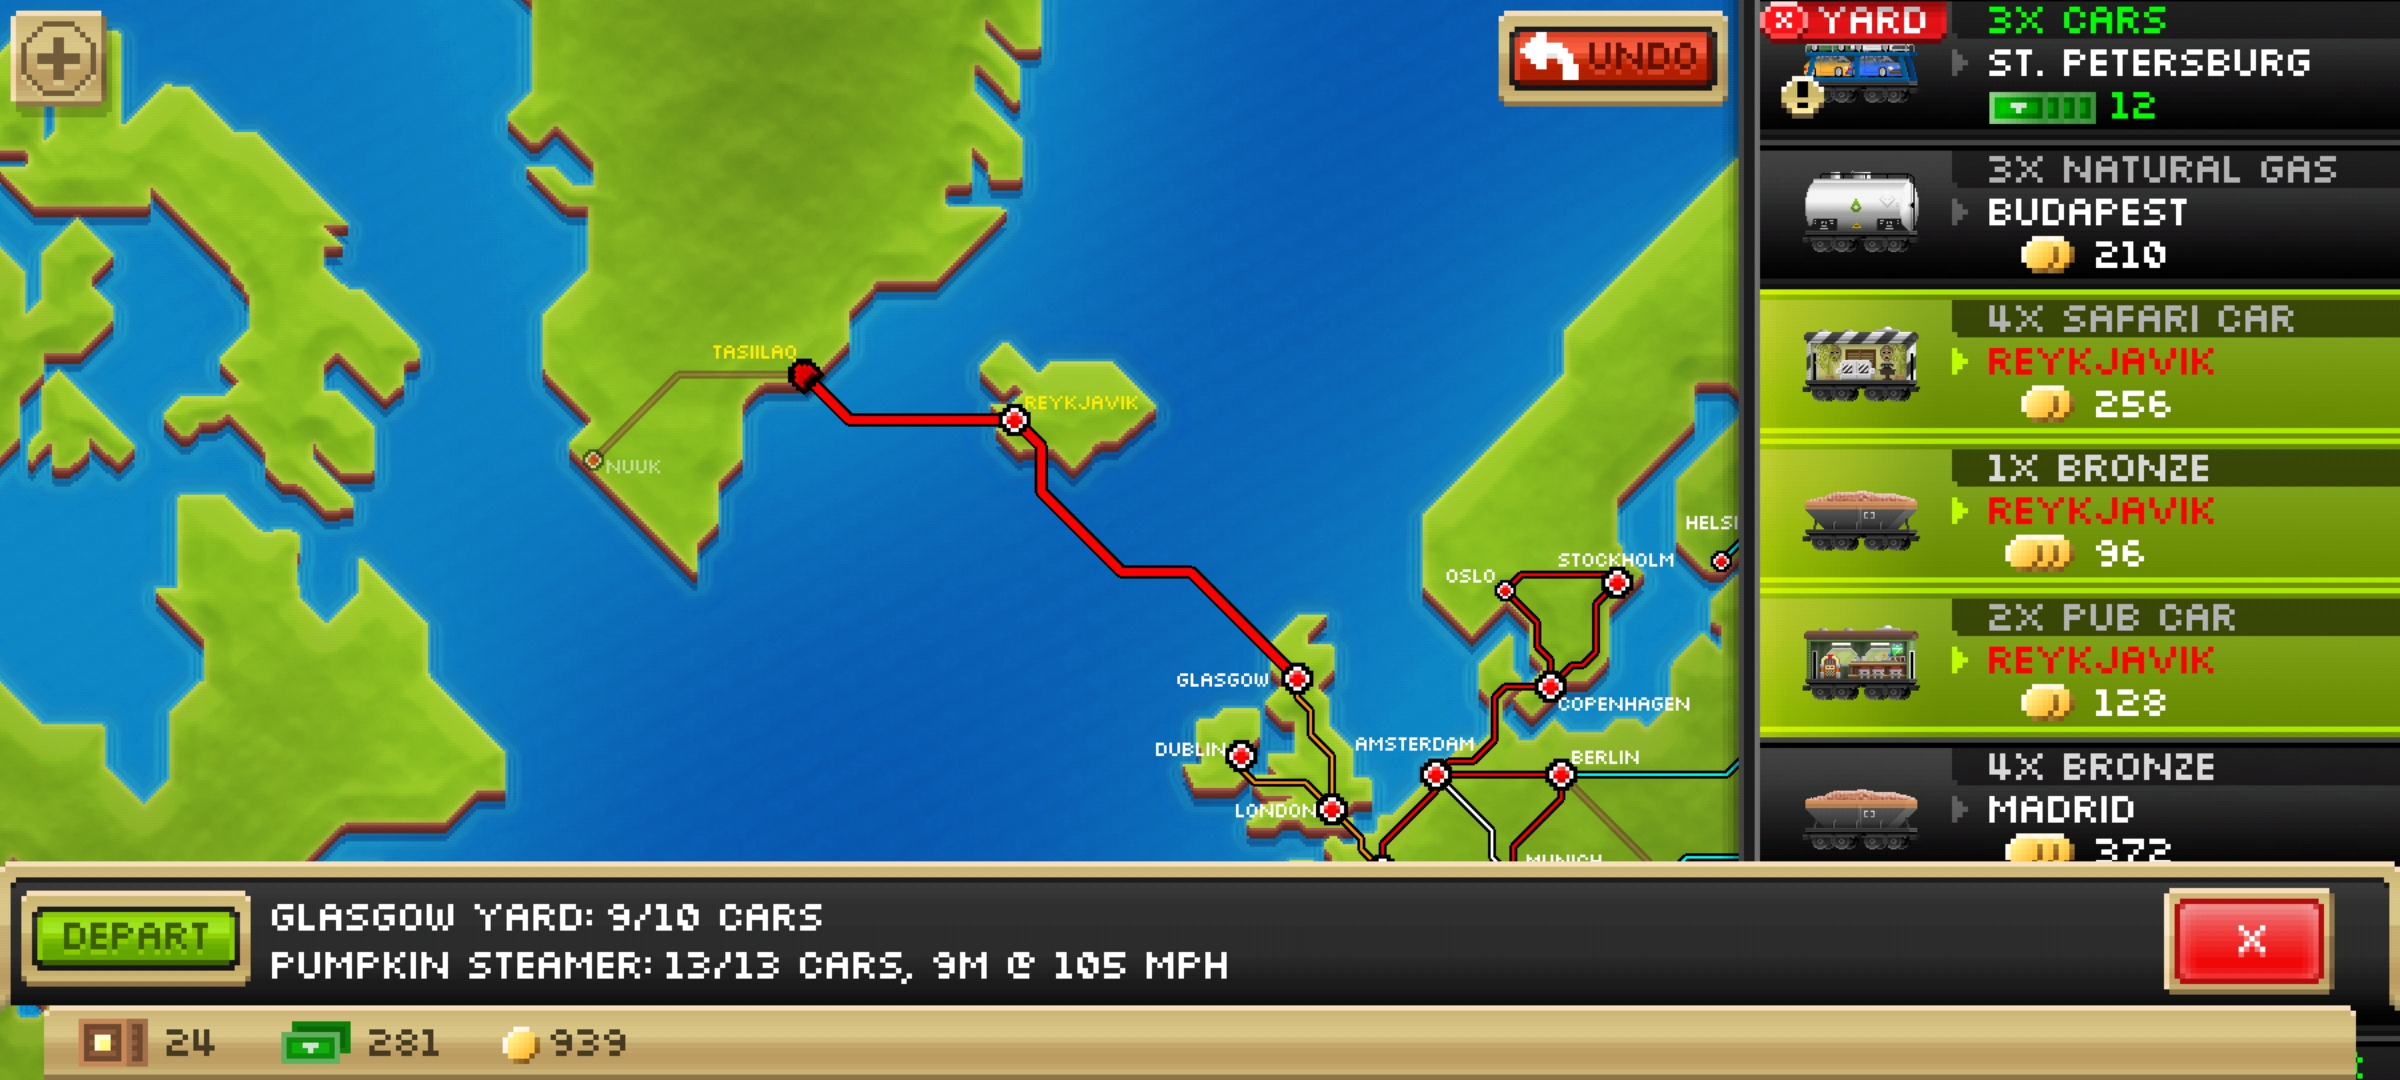 UNDO
TASIILAQ
REYKJAVIK
NUUK
HELSI
STOCKHOLM
OSLO
GLASGOW
COPENHAGEN
DUBLIN
AMSTERDAM
BERLIN
LONDON
MUNICH
YARD
3X CARS
ST. PETERSBURG
12
3X NATURAL GAS
BUDAPEST
210
4X SAFARI CAR
REYKJAVIK
256
1X BRONZE
REYKJAVIK
96
2X PUB CAR
REYKJAVIK
128
4X BRONZE
MADRID
372
DEPART
GLASGOW YARD: 9/10 CARS
PUMPKIN STEAMER: 13/13 CARS, 9M @ 105 MPH
X
24
281
939